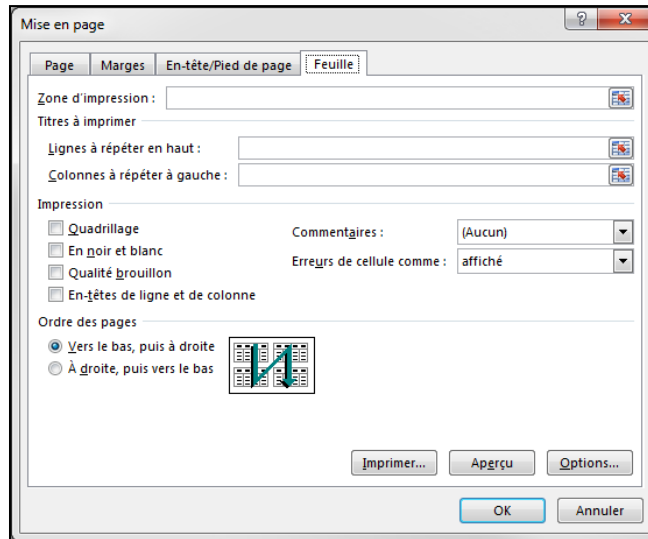 Mise en page
Page Marges En-tête/Pied de page Feuille
Zone d'impression :
Titres à imprimer
Lignes à répéter en haut :
Colonnes à répéter à gauche :
Impression
Quadrillage
En noir et blanc
Qualité brouillon
En-têtes de ligne et de colonne
Commentaires : (Aucun)
Erreurs de cellule comme : affiché
Ordre des pages
Vers le bas, puis à droite
À droite, puis vers le bas
Imprimer... Aperçu Options...
OK Annuler